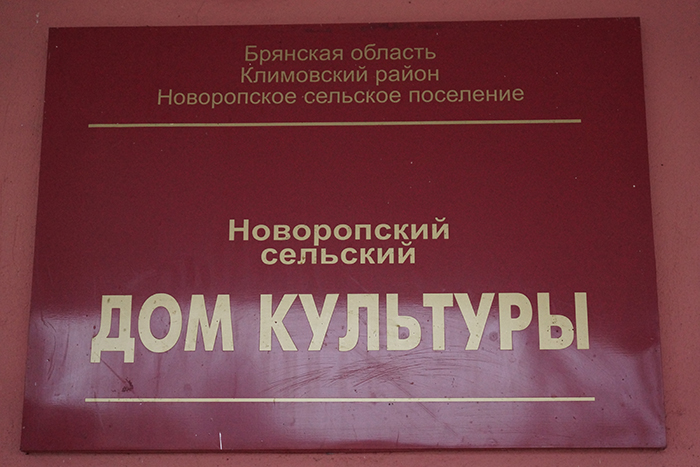 Брянская область
Климовский район
Новоропское сельское поселение
Новоропский
сельский
ДОМ КУЛЬТУРЫ